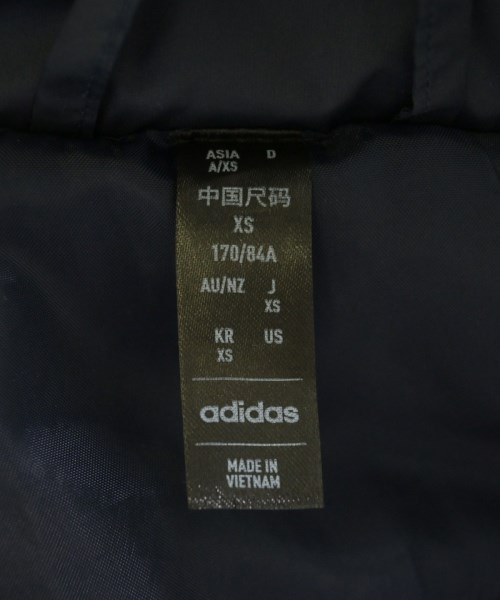 ASIA D
A/XS
中国尺码
XS
170/84A
AU/NZ J
XS
KR US
XS
adidas
MADE IN
VIETNAM